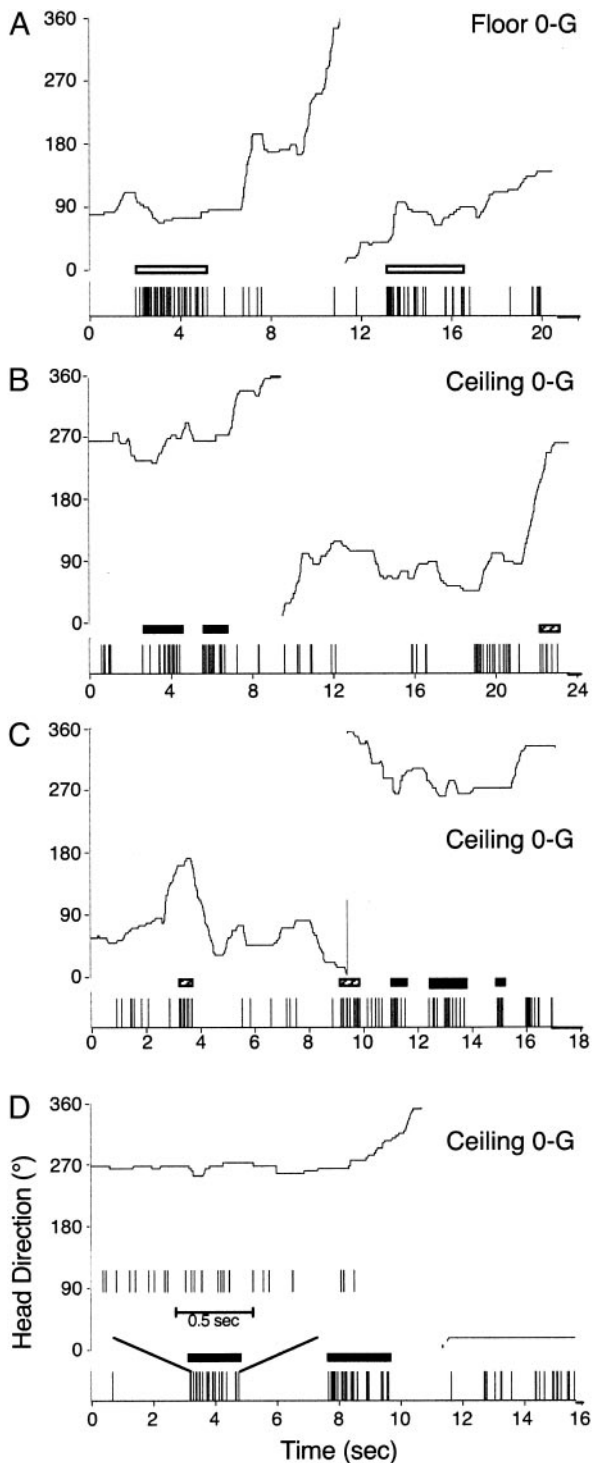 A
Floor 0-G
360
270
180
90
0
0 4 8 12 16 20
B
Ceiling 0-G
360
270
180
90
0
0 4 8 12 16 20 24
C
Ceiling 0-G
360
270
180
90
0
0 2 4 6 8 10 12 14 16 18
D
Ceiling 0-G
360
270
180
90
0
0.5 sec
0 2 4 6 8 10 12 14 16
Head Direction (°)
Time (sec)